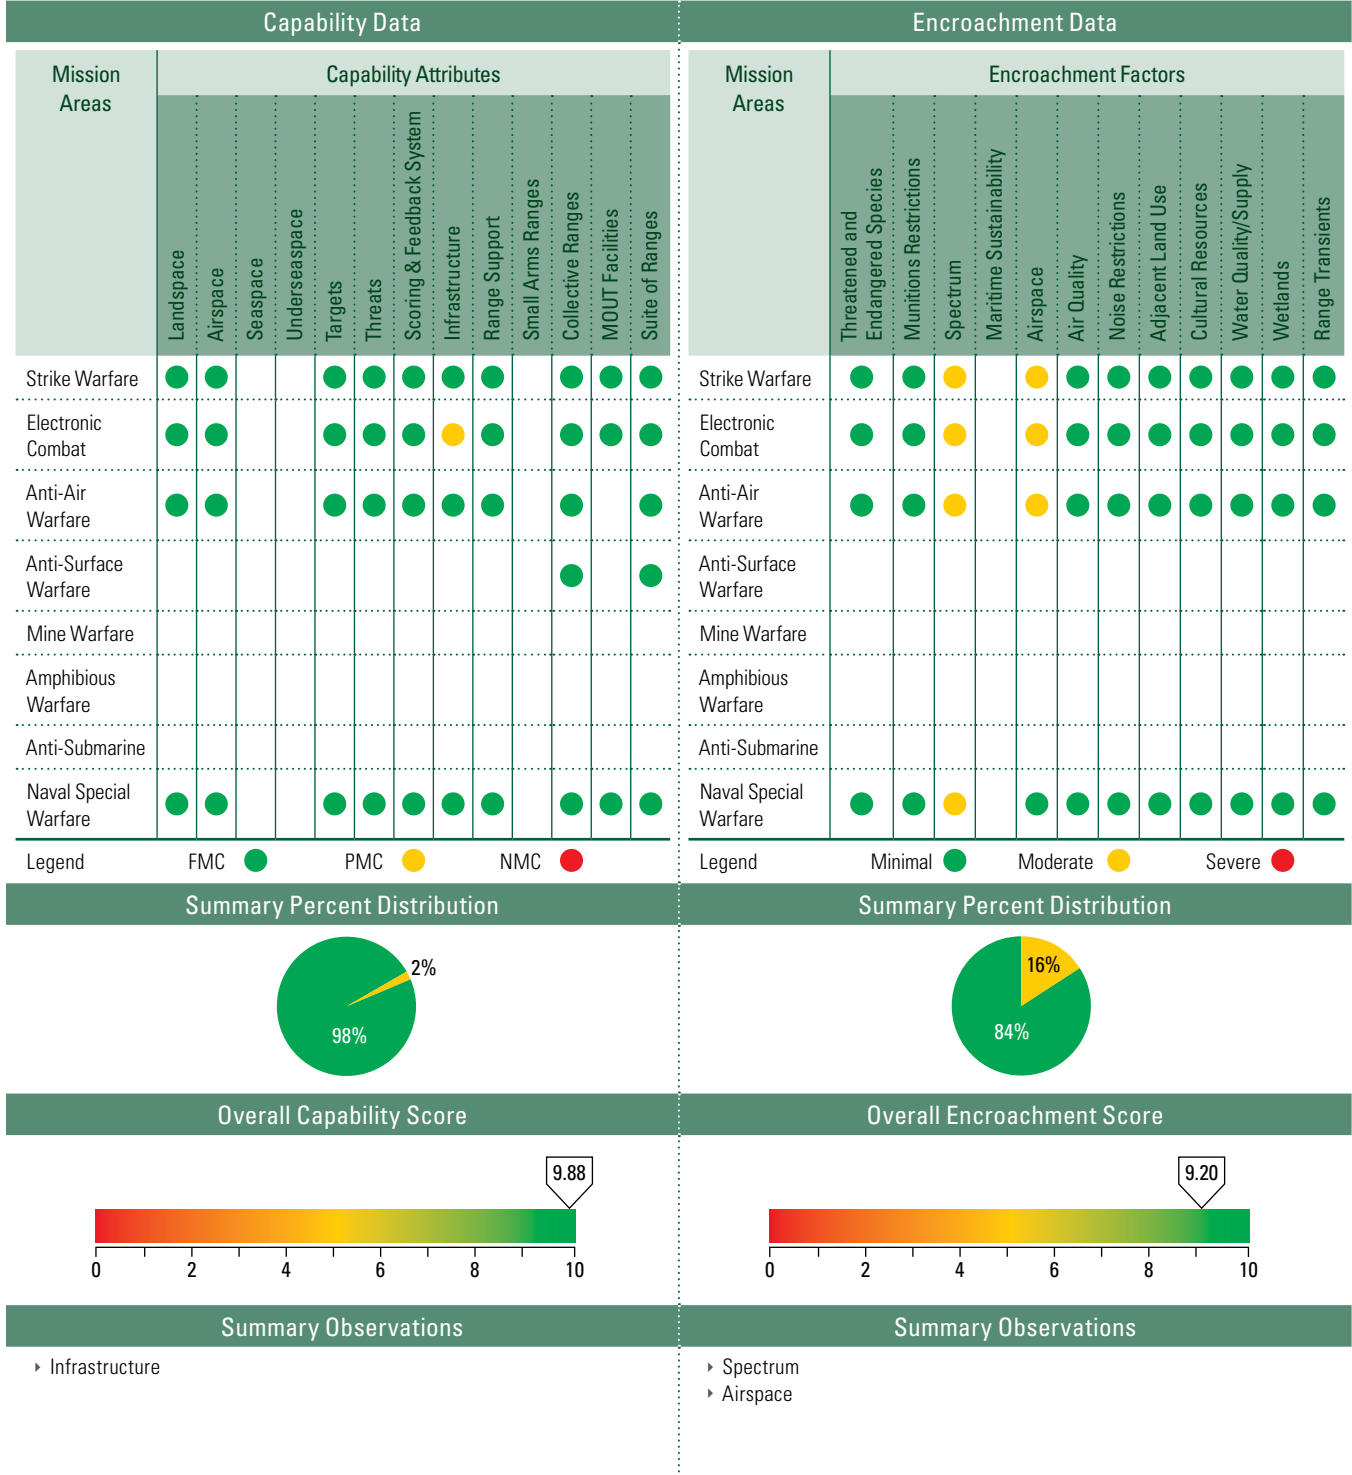 Capability Data
Mission
Areas
Capability Attributes
Landspace
Airspace
Seaspace
Underseaspace
Targets
Threats
Scoring & Feedback System
Infrastructure
Range Support
Small Arms Ranges
Collective Ranges
MOUT Facilities
Suite of Ranges
Strike Warfare
Electronic
Combat
Anti-Air
Warfare
Anti-Surface
Warfare
Mine Warfare
Amphibious
Warfare
Anti-Submarine
Naval Special
Warfare
Legend FMC PMC NMC
Summary Percent Distribution
2%
98%
Overall Capability Score
9.88
0 2 4 6 8 10
Summary Observations
Infrastructure
Encroachment Data
Mission
Areas
Encroachment Factors
Threatened and
Endangered Species
Munitions Restrictions
Spectrum
Maritime Sustainability
Airspace
Air Quality
Noise Restrictions
Adjacent Land Use
Cultural Resources
Water Quality/Supply
Wetlands
Range Transients
Strike Warfare
Electronic
Combat
Anti-Air
Warfare
Anti-Surface
Warfare
Mine Warfare
Amphibious
Warfare
Anti-Submarine
Naval Special
Warfare
Legend Minimal Moderate Severe
Summary Percent Distribution
16%
84%
Overall Encroachment Score
9.20
0 2 4 6 8 10
Summary Observations
Spectrum
Airspace